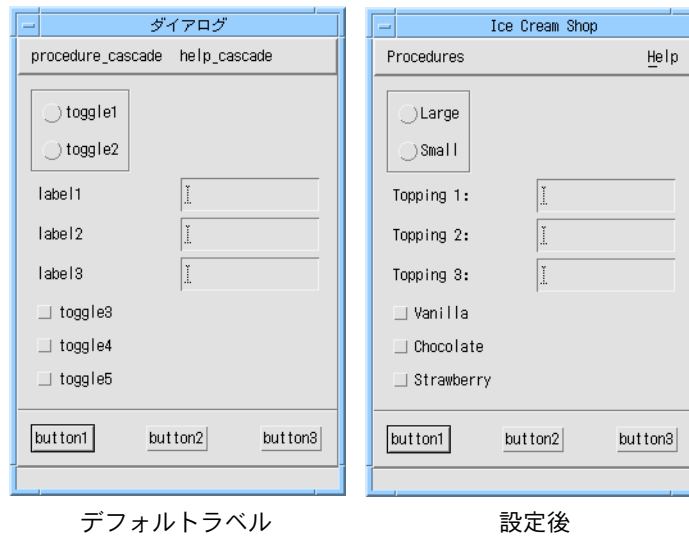 ダイアログ
procedure_cascade help_cascade
toggle1
toggle2
label1
label2
label3
toggle3
toggle4
toggle5
button1 button2 button3
デフォルトラベル
Ice Cream Shop
Procedures Help
Large
Small
Topping 1:
Topping 2:
Topping 3:
Vanilla
Chocolate
Strawberry
button1 button2 button3
設定後